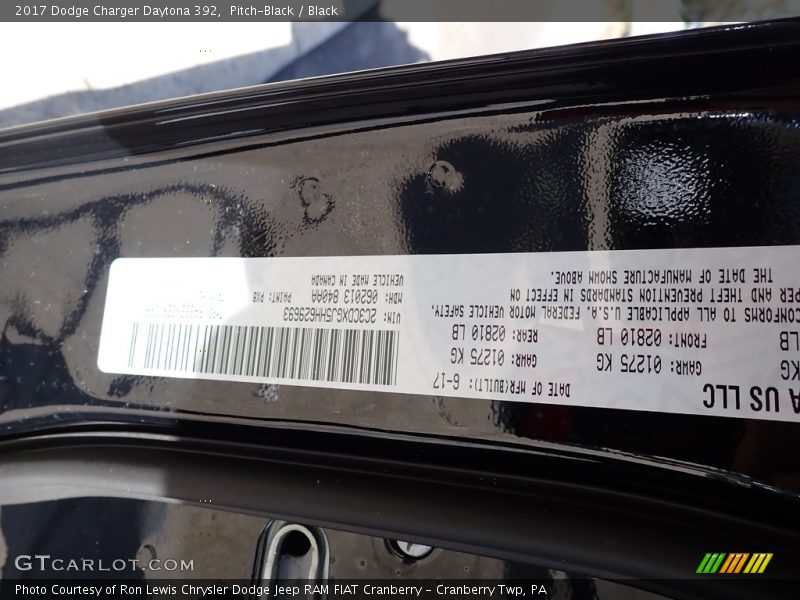 2017 Dodge Charger Daytona 392, Pitch-Black / Black
A US LLC
DATE OF MFR(BUILT): 6-17
KG GAWR: 01275 KG GAWR: 01275 KG
LB FRONT: 02810 LB REAR: 02810 LB
CONFORMS TO ALL APPLICABLE U.S.A. FEDERAL MOTOR VEHICLE SAFETY,
PER AND THEFT PREVENTION STANDARDS IN EFFECT ON
THE DATE OF MANUFACTURE SHOWN ABOVE.
VIN: 2C3CDXGJ5HH629693
MDH: 062013 840AA PAINT: PX8
VEHICLE MADE IN CANADA
GTCARLOT.COM
Photo Courtesy of Ron Lewis Chrysler Dodge Jeep RAM FIAT Cranberry - Cranberry Twp, PA